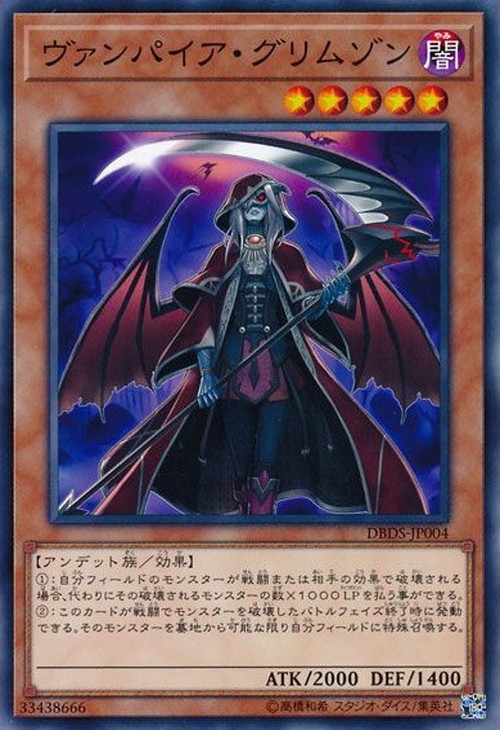 ヴァンパイア・グリムゾン
闇
DBDS-JP004
【アンデット族／効果】
①：自分フィールドのモンスターが戦闘または相手の効果で破壊される
場合、代わりにその破壊されるモンスターの数×1000LPを払う事ができる。
②：このカードが戦闘でモンスターを破壊したバトルフェイズ終了時に発動
できる。そのモンスターを墓地から可能な限り自分フィールドに特殊召喚する。
ATK/2000 DEF/1400
33438666
©高橋和希 スタジオ・ダイス/集英社